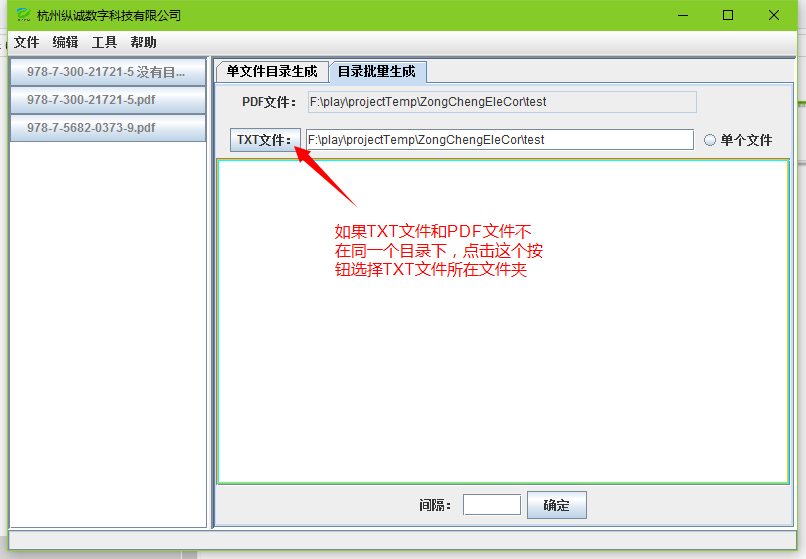 杭州纵诚数字科技有限公司
文件 编辑 工具 帮助
978-7-300-21721-5 没有目...
978-7-300-21721-5.pdf
978-7-5682-0373-9.pdf
单文件目录生成 目录批量生成
PDF文件： F:\play\projectTemp\ZongChengEleCor\test
TXT文件： F:\play\projectTemp\ZongChengEleCor\test 单个文件
如果TXT文件和PDF文件不
在同一个目录下，点击这个按
钮选择TXT文件所在文件夹
间隔： 确定